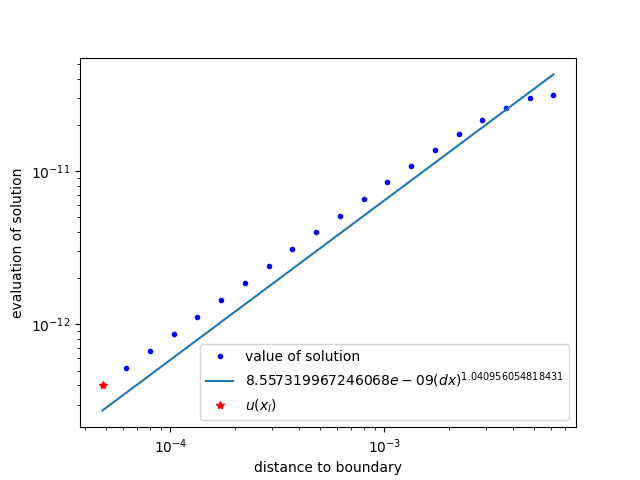 evaluation of solution
10⁻¹¹
10⁻¹²
10⁻⁴
10⁻³
distance to boundary
value of solution
8.557319967246068e − 09(dx)^1.040956054818431
u(x_l)